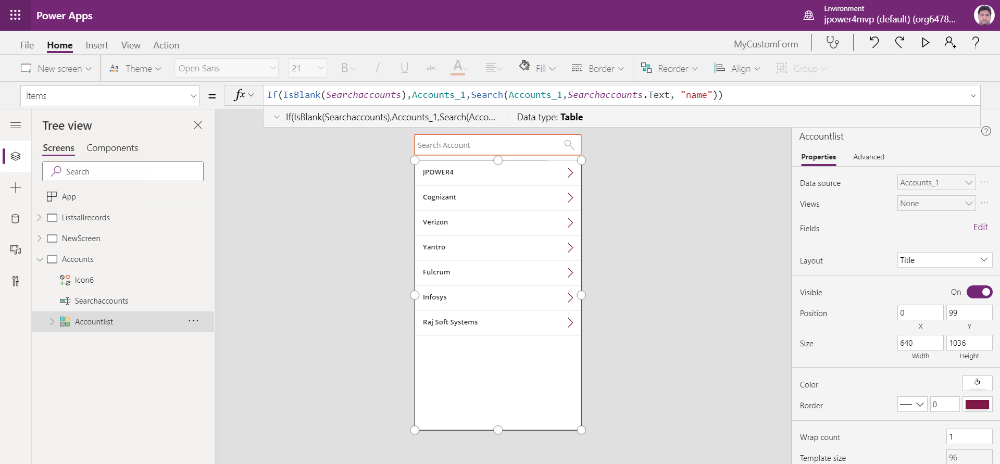 Power Apps
Environment
jpower4mvp (default) (org6478...
File
Home
Insert
View
Action
MyCustomForm
New screen
Theme
Open Sans
21
B
I
U
abc
A
Fill
Border
Reorder
Align
Group
Items
=
fx
If(IsBlank(Searchaccounts),Accounts_1,Search(Accounts_1,Searchaccounts.Text, "name"))
If(IsBlank(Searchaccounts),Accounts_1,Search(Acco...
Data type: Table
Tree view
Screens
Components
Search
App
Listsallrecords
NewScreen
Accounts
Icon6
Searchaccounts
Accountlist
Search Account
JPOWER4
Cognizant
Verizon
Yantro
Fulcrum
Infosys
Raj Soft Systems
Accountlist
Properties
Advanced
Data source
Accounts_1
Views
None
Fields
Edit
Layout
Title
Visible
On
Position
0
99
X
Y
Size
640
1036
Width
Height
Color
Border
0
Wrap count
1
Template size
96